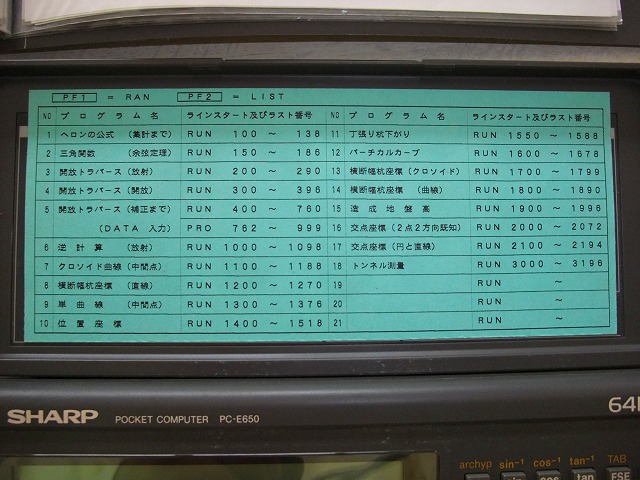 PF1 = RAN PF2 = LIST
NO プログラム名 ラインスタート及びラスト番号 NO プログラム名 ラインスタート及びラスト番号
1 ヘロンの公式 (集計まで) RUN 100 ～ 138 11 丁張り杭下がり RUN 1550 ～ 1588
2 三角関数 (余弦定理) RUN 150 ～ 186 12 バーチカルカーブ RUN 1600 ～ 1678
3 開放トラバース (放射) RUN 200 ～ 290 13 横断幅杭座標 (クロソイド) RUN 1700 ～ 1799
4 開放トラバース (開放) RUN 300 ～ 396 14 横断幅杭座標 (曲線) RUN 1800 ～ 1890
5 開放トラバース (補正まで) RUN 400 ～ 760 15 造成地盤高 RUN 1900 ～ 1996
(DATA 入力) PRO 762 ～ 999 16 交点座標 (2点2方向既知) RUN 2000 ～ 2072
6 逆計算 (放射) RUN 1000 ～ 1098 17 交点座標 (円と直線) RUN 2100 ～ 2194
7 クロソイド曲線 (中間点) RUN 1100 ～ 1188 18 トンネル測量 RUN 3000 ～ 3196
8 横断幅杭座標 (直線) RUN 1200 ～ 1270 19 RUN ～
9 単曲線 (中間点) RUN 1300 ～ 1376 20 RUN ～
10 位置座標 RUN 1400 ～ 1518 21 RUN ～
SHARP POCKET COMPUTER PC-E650 64
archyp sin⁻¹ cos⁻¹ tan⁻¹ TAB
hyp sin cos tan FSE